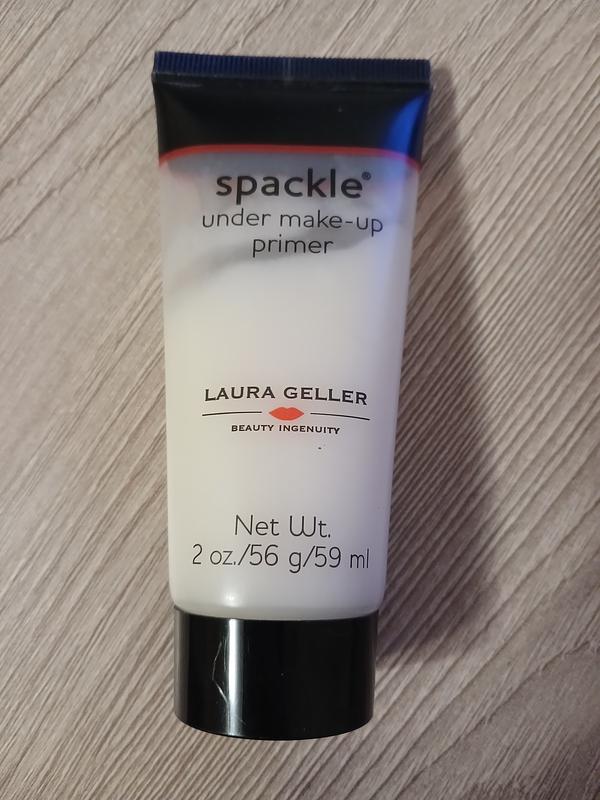 spackle®
under make-up
primer
LAURA GELLER
BEAUTY INGENUITY
Net Wt.
2 oz./56 g/59 ml